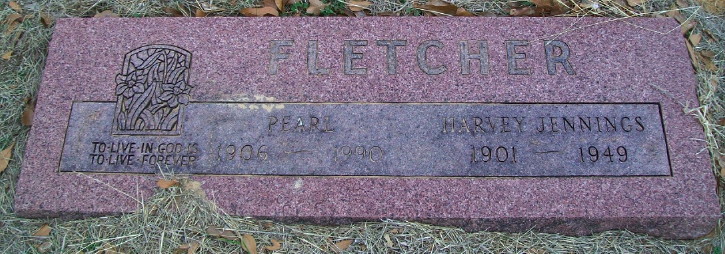 FLETCHER
PEARL
1906 — 1990
HARVEY JENNINGS
1901 — 1949
TO LIVE IN GOD IS
TO LIVE FOREVER